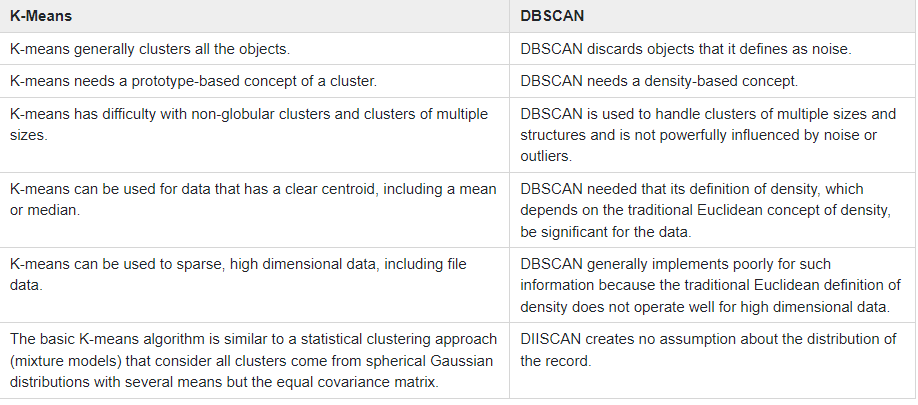 K-Means
DBSCAN
K-means generally clusters all the objects.
DBSCAN discards objects that it defines as noise.
K-means needs a prototype-based concept of a cluster.
DBSCAN needs a density-based concept.
K-means has difficulty with non-globular clusters and clusters of multiple
sizes.
DBSCAN is used to handle clusters of multiple sizes and
structures and is not powerfully influenced by noise or
outliers.
K-means can be used for data that has a clear centroid, including a mean
or median.
DBSCAN needed that its definition of density, which
depends on the traditional Euclidean concept of density,
be significant for the data.
K-means can be used to sparse, high dimensional data, including file
data.
DBSCAN generally implements poorly for such
information because the traditional Euclidean definition of
density does not operate well for high dimensional data.
The basic K-means algorithm is similar to a statistical clustering approach
(mixture models) that consider all clusters come from spherical Gaussian
distributions with several means but the equal covariance matrix.
DIISCAN creates no assumption about the distribution of
the record.